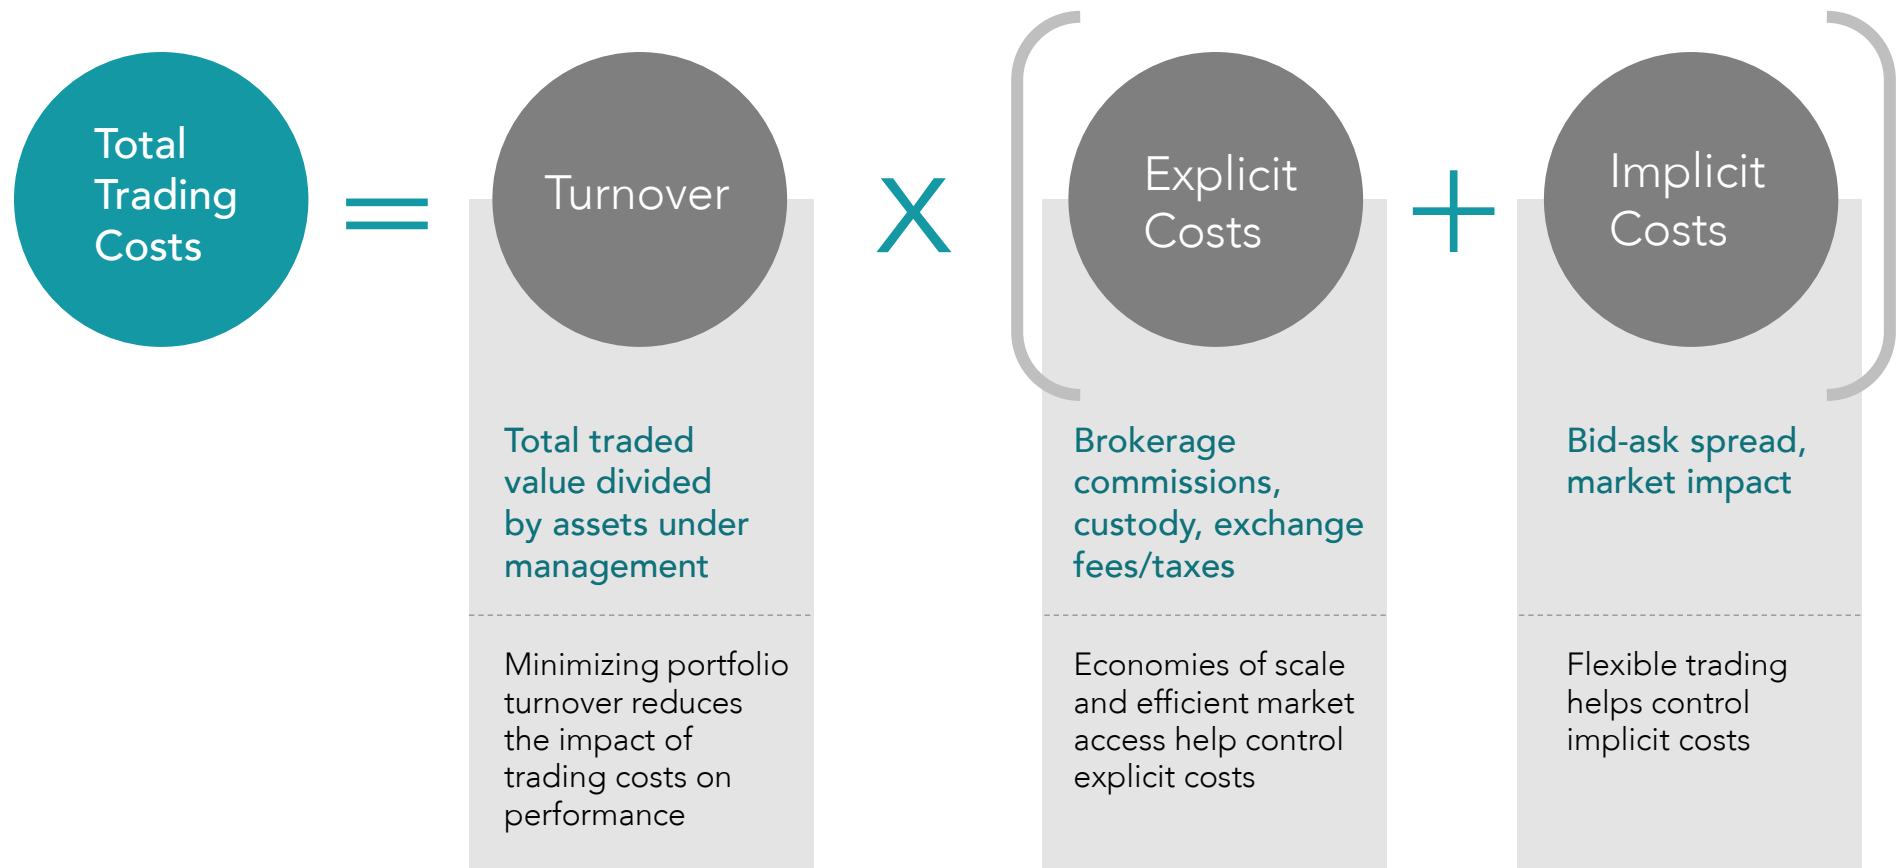 Total
Trading
Costs
=
Turnover
X
Explicit
Costs
+
Implicit
Costs
Total traded
value divided
by assets under
management
Minimizing portfolio
turnover reduces
the impact of
trading costs on
performance
Brokerage
commissions,
custody, exchange
fees/taxes
Economies of scale
and efficient market
access help control
explicit costs
Bid-ask spread,
market impact
Flexible trading
helps control
implicit costs